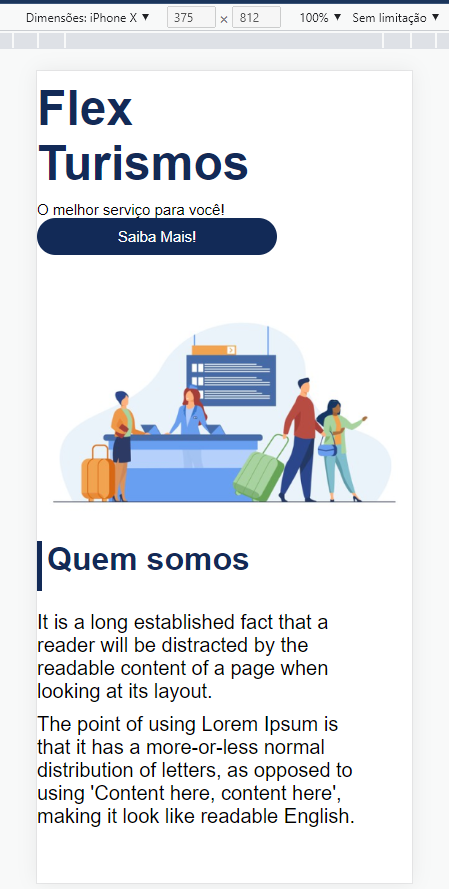 Dimensões: iPhone X ▼ 375 × 812 100% ▼ Sem limitação ▼
Flex
Turismos
O melhor serviço para você!
Saiba Mais!
Quem somos
It is a long established fact that a
reader will be distracted by the
readable content of a page when
looking at its layout.
The point of using Lorem Ipsum is
that it has a more-or-less normal
distribution of letters, as opposed to
using 'Content here, content here',
making it look like readable English.